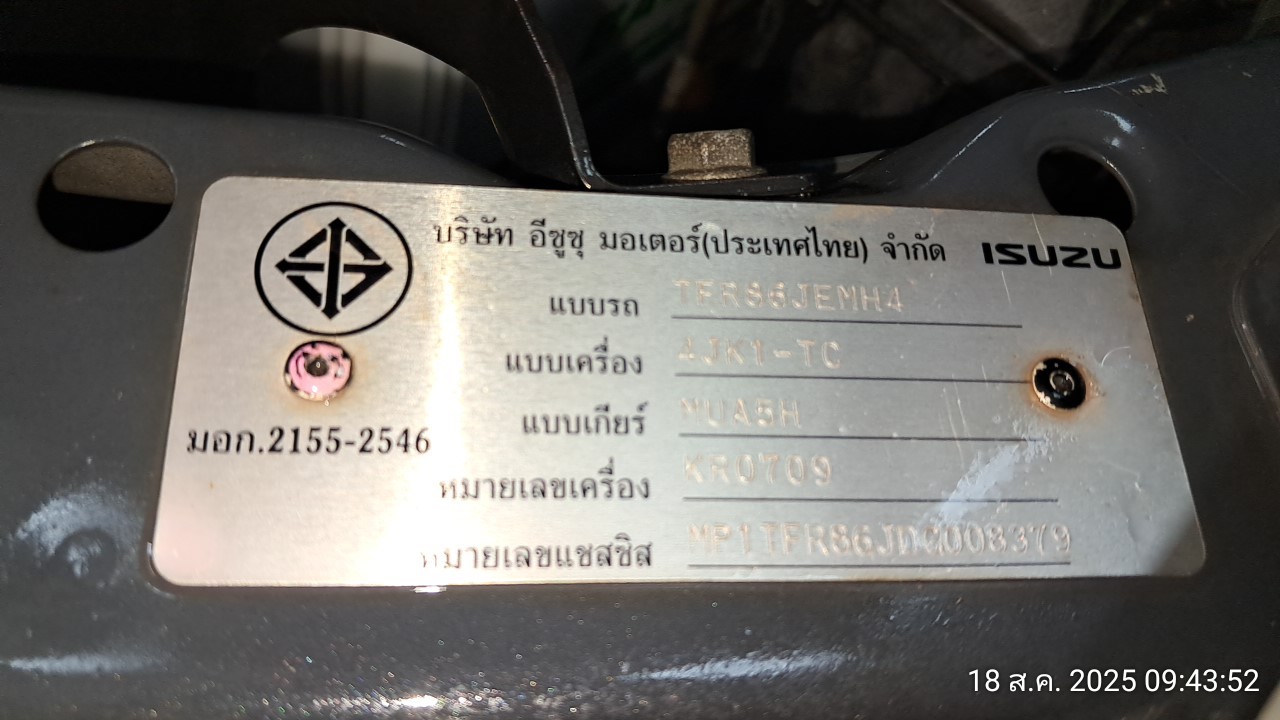 บริษัท อีซูซุ มอเตอร์(ประเทศไทย) จำกัด ISUZU
แบบรถ TFR86JEMH4
แบบเครื่อง 4JK1-TC
แบบเกียร์ MUA5H
มอก.2155-2546
หมายเลขเครื่อง KR0709
หมายเลขแชสซิส
18 ส.ค. 2025 09:43:52